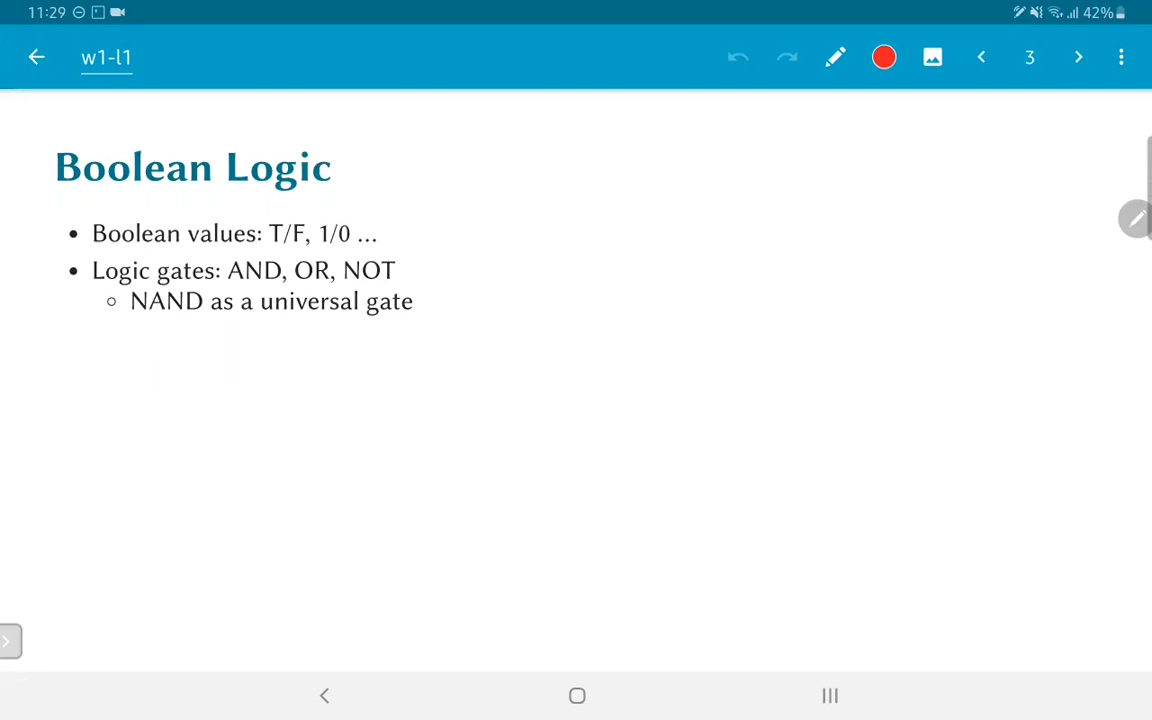 11:29 42%
w1-l1 3
Boolean Logic
• Boolean values: T/F, 1/0 ...
• Logic gates: AND, OR, NOT
◦ NAND as a universal gate